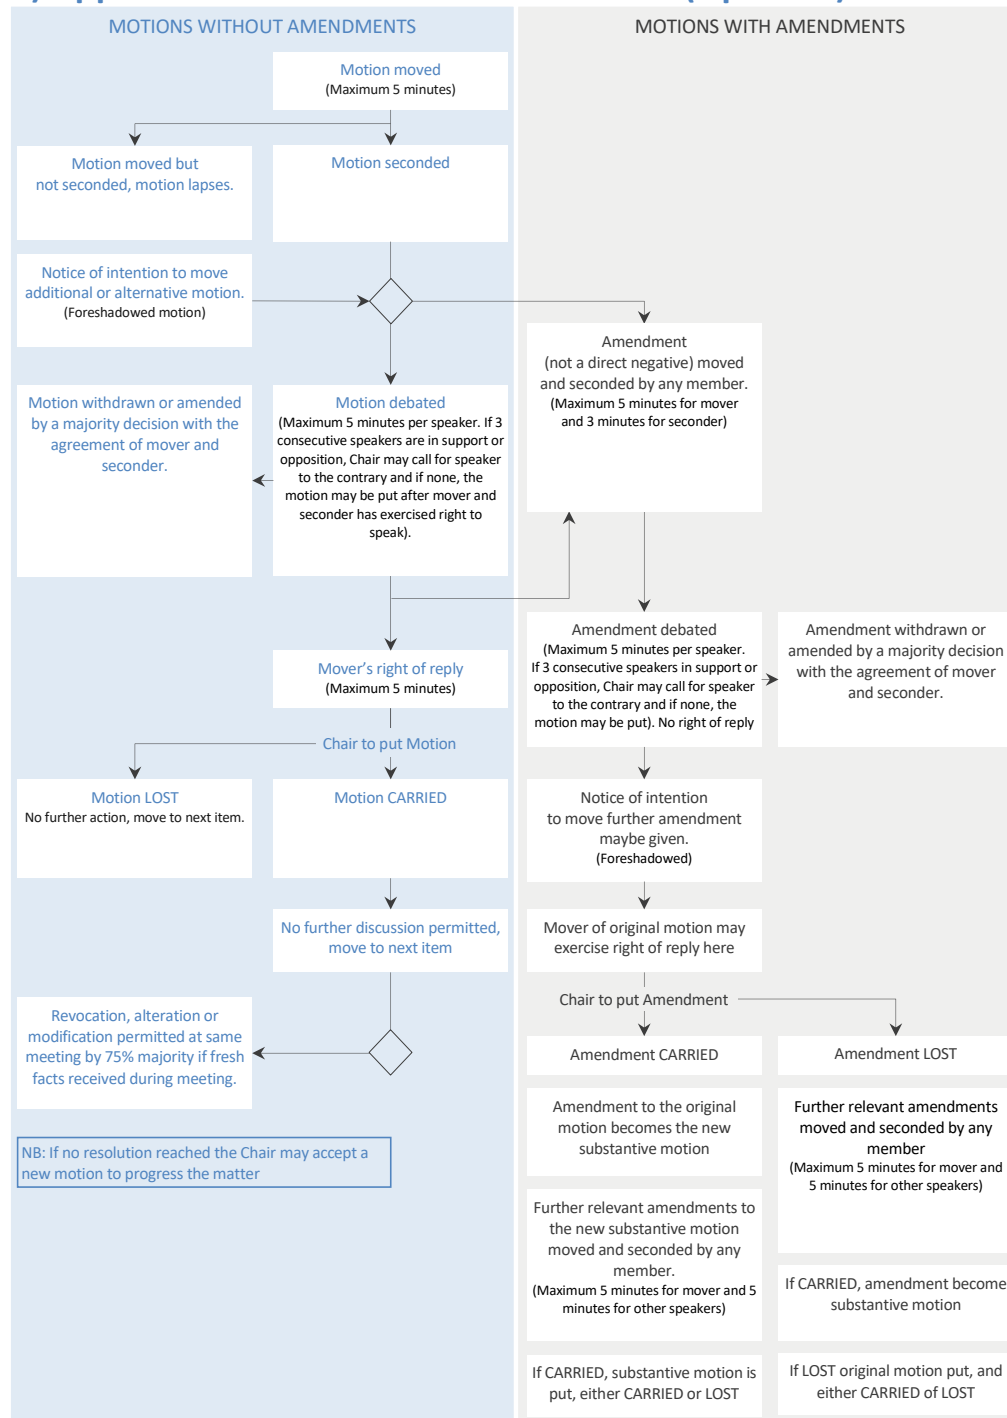 MOTIONS WITHOUT AMENDMENTS
Motion moved
(Maximum 5 minutes)
Motion moved but
not seconded, motion lapses.
Motion seconded
Notice of intention to move
additional or alternative motion.
(Foreshadowed motion)
Motion withdrawn or amended
by a majority decision with the
agreement of mover and
seconder.
Motion debated
(Maximum 5 minutes per speaker. If 3
consecutive speakers are in support or
opposition, Chair may call for speaker
to the contrary and if none, the
motion may be put after mover and
seconder has exercised right to
speak).
Mover's right of reply
(Maximum 5 minutes)
Chair to put Motion
Motion LOST
No further action, move to next item.
Motion CARRIED
No further discussion permitted,
move to next item
Revocation, alteration or
modification permitted at same
meeting by 75% majority if fresh
facts received during meeting.
NB: If no resolution reached the Chair may accept a
new motion to progress the matter
MOTIONS WITH AMENDMENTS
Amendment
(not a direct negative) moved
and seconded by any member.
(Maximum 5 minutes for mover
and 3 minutes for seconder)
Amendment debated
(Maximum 5 minutes per speaker.
If 3 consecutive speakers in support or
opposition, Chair may call for speaker
to the contrary and if none, the
motion may be put). No right of reply
Amendment withdrawn or
amended by a majority decision
with the agreement of mover
and seconder.
Notice of intention
to move further amendment
maybe given.
(Foreshadowed)
Mover of original motion may
exercise right of reply here
Chair to put Amendment
Amendment CARRIED
Amendment to the original
motion becomes the new
substantive motion
Further relevant amendments to
the new substantive motion
moved and seconded by any
member.
(Maximum 5 minutes for mover and 5
minutes for other speakers)
If CARRIED, substantive motion is
put, either CARRIED or LOST
Amendment LOST
Further relevant amendments
moved and seconded by any
member
(Maximum 5 minutes for mover and
5 minutes for other speakers)
If CARRIED, amendment become
substantive motion
If LOST original motion put, and
either CARRIED of LOST